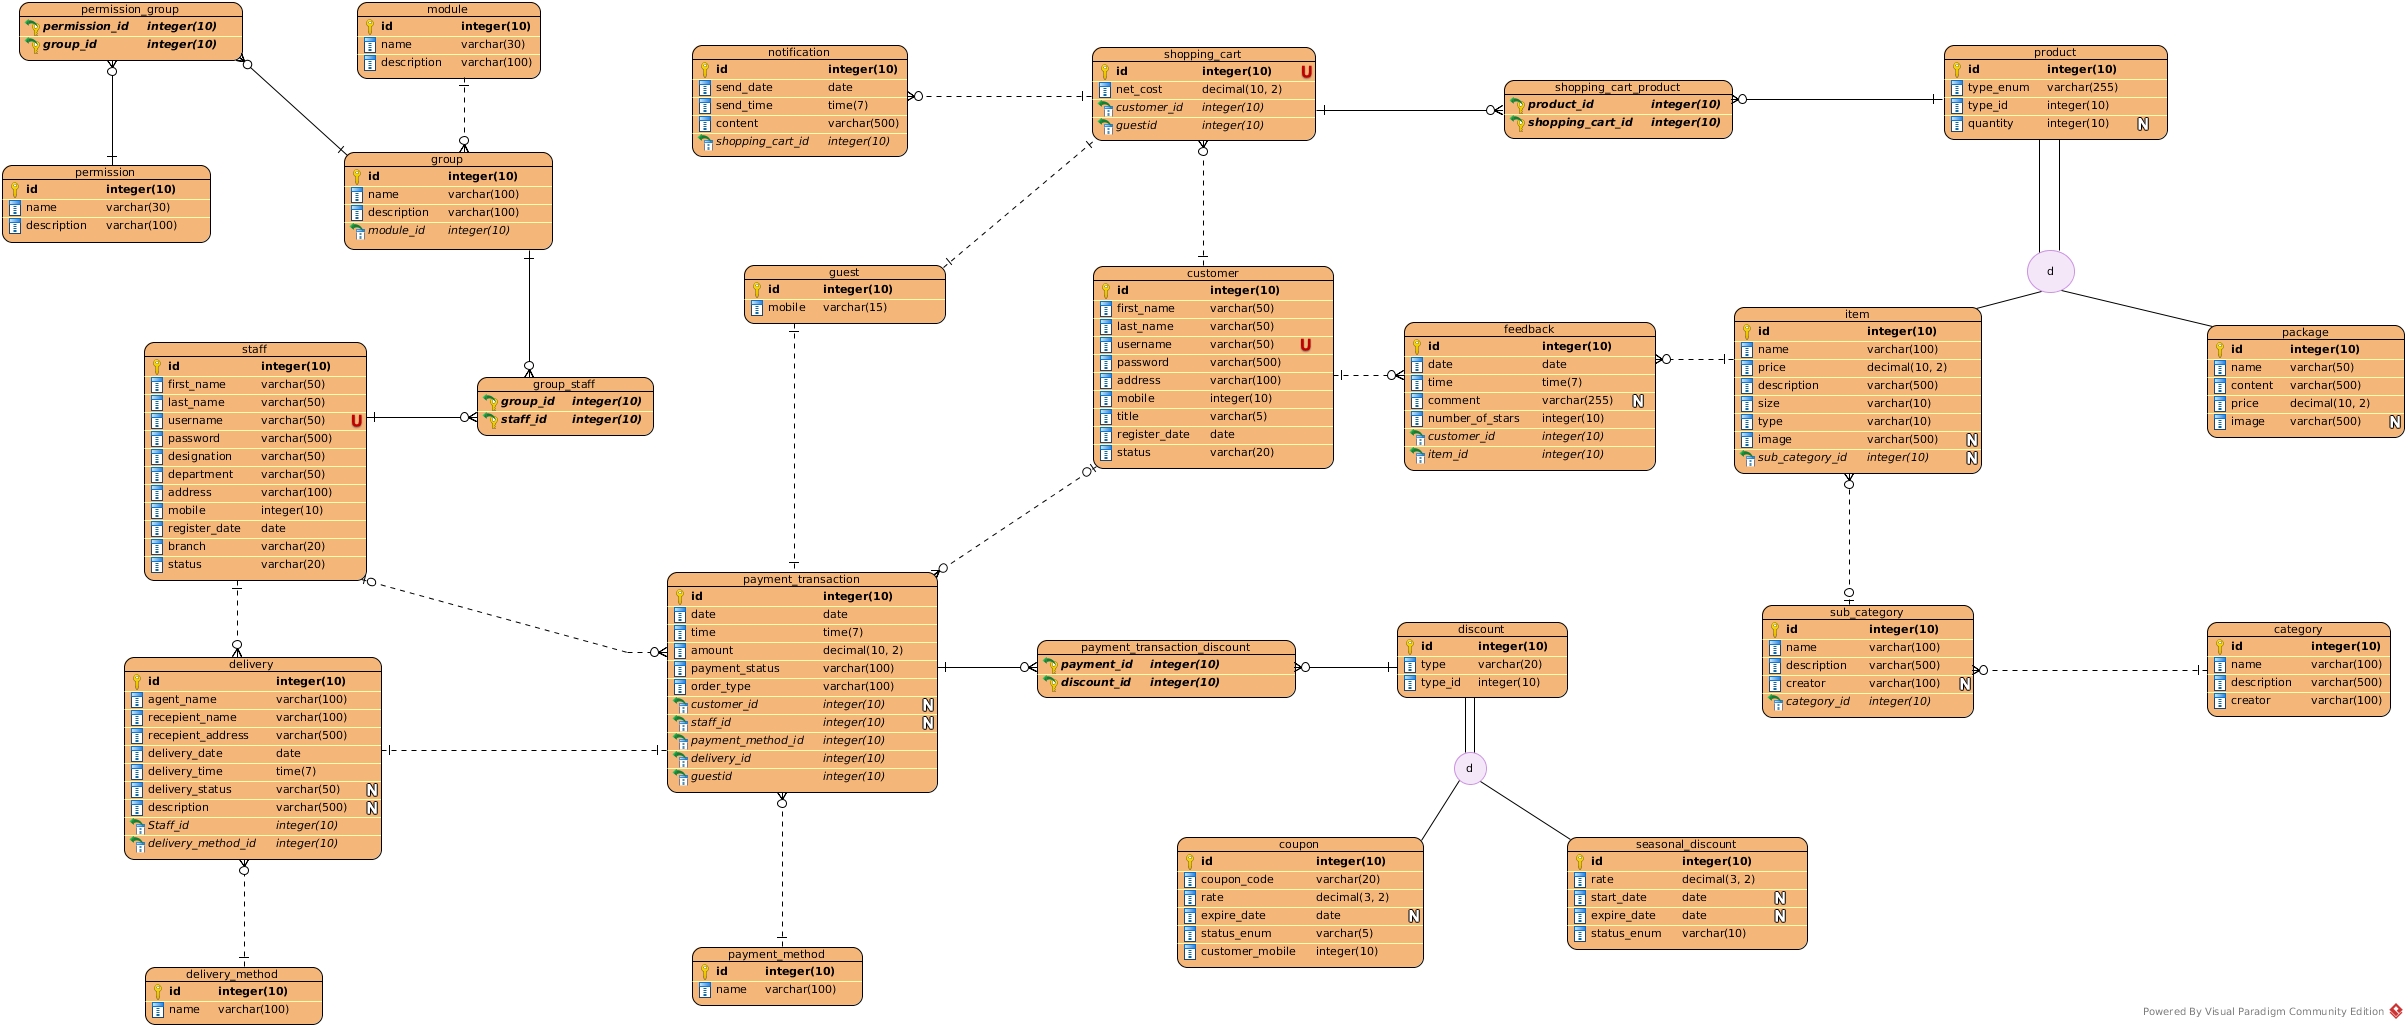 permission_group
permission_id integer(10)
group_id integer(10)
module
id integer(10)
name varchar(30)
description varchar(100)
notification
id integer(10)
send_date date
send_time time(7)
content varchar(500)
shopping_cart_id integer(10)
shopping_cart
id integer(10) U
net_cost decimal(10, 2)
customer_id integer(10)
guestid integer(10)
shopping_cart_product
product_id integer(10)
shopping_cart_id integer(10)
product
id integer(10)
type_enum varchar(255)
type_id integer(10)
quantity integer(10) N
permission
id integer(10)
name varchar(30)
description varchar(100)
group
id integer(10)
name varchar(100)
description varchar(100)
module_id integer(10)
d
guest
id integer(10)
mobile varchar(15)
customer
id integer(10)
first_name varchar(50)
last_name varchar(50)
username varchar(50) U
password varchar(500)
address varchar(100)
mobile integer(10)
title varchar(5)
register_date date
status varchar(20)
feedback
id integer(10)
date date
time time(7)
comment varchar(255) N
number_of_stars integer(10)
customer_id integer(10)
item_id integer(10)
item
id integer(10)
name varchar(100)
price decimal(10, 2)
description varchar(500)
size varchar(10)
type varchar(10)
image varchar(500) N
sub_category_id integer(10) N
package
id integer(10)
name varchar(50)
content varchar(500)
price decimal(10, 2)
image varchar(500) N
staff
id integer(10)
first_name varchar(50)
last_name varchar(50)
username varchar(50) U
password varchar(500)
designation varchar(50)
department varchar(50)
address varchar(100)
mobile integer(10)
register_date date
branch varchar(20)
status varchar(20)
group_staff
group_id integer(10)
staff_id integer(10)
payment_transaction
id integer(10)
date date
time time(7)
amount decimal(10, 2)
payment_status varchar(100)
order_type varchar(100)
customer_id integer(10) N
staff_id integer(10) N
payment_method_id integer(10)
delivery_id integer(10)
guestid integer(10)
payment_transaction_discount
payment_id integer(10)
discount_id integer(10)
discount
id integer(10)
type varchar(20)
type_id integer(10)
sub_category
id integer(10)
name varchar(100)
description varchar(500)
creator varchar(100) N
category_id integer(10)
category
id integer(10)
name varchar(100)
description varchar(500)
creator varchar(100)
delivery
id integer(10)
agent_name varchar(100)
recepient_name varchar(100)
recepient_address varchar(500)
delivery_date date
delivery_time time(7)
delivery_status varchar(50) N
description varchar(500) N
Staff_id integer(10)
delivery_method_id integer(10)
d
coupon
id integer(10)
coupon_code varchar(20)
rate decimal(3, 2)
expire_date date N
status_enum varchar(5)
customer_mobile integer(10)
seasonal_discount
id integer(10)
rate decimal(3, 2)
start_date date N
expire_date date N
status_enum varchar(10)
delivery_method
id integer(10)
name varchar(100)
payment_method
id integer(10)
name varchar(100)
Powered By Visual Paradigm Community Edition